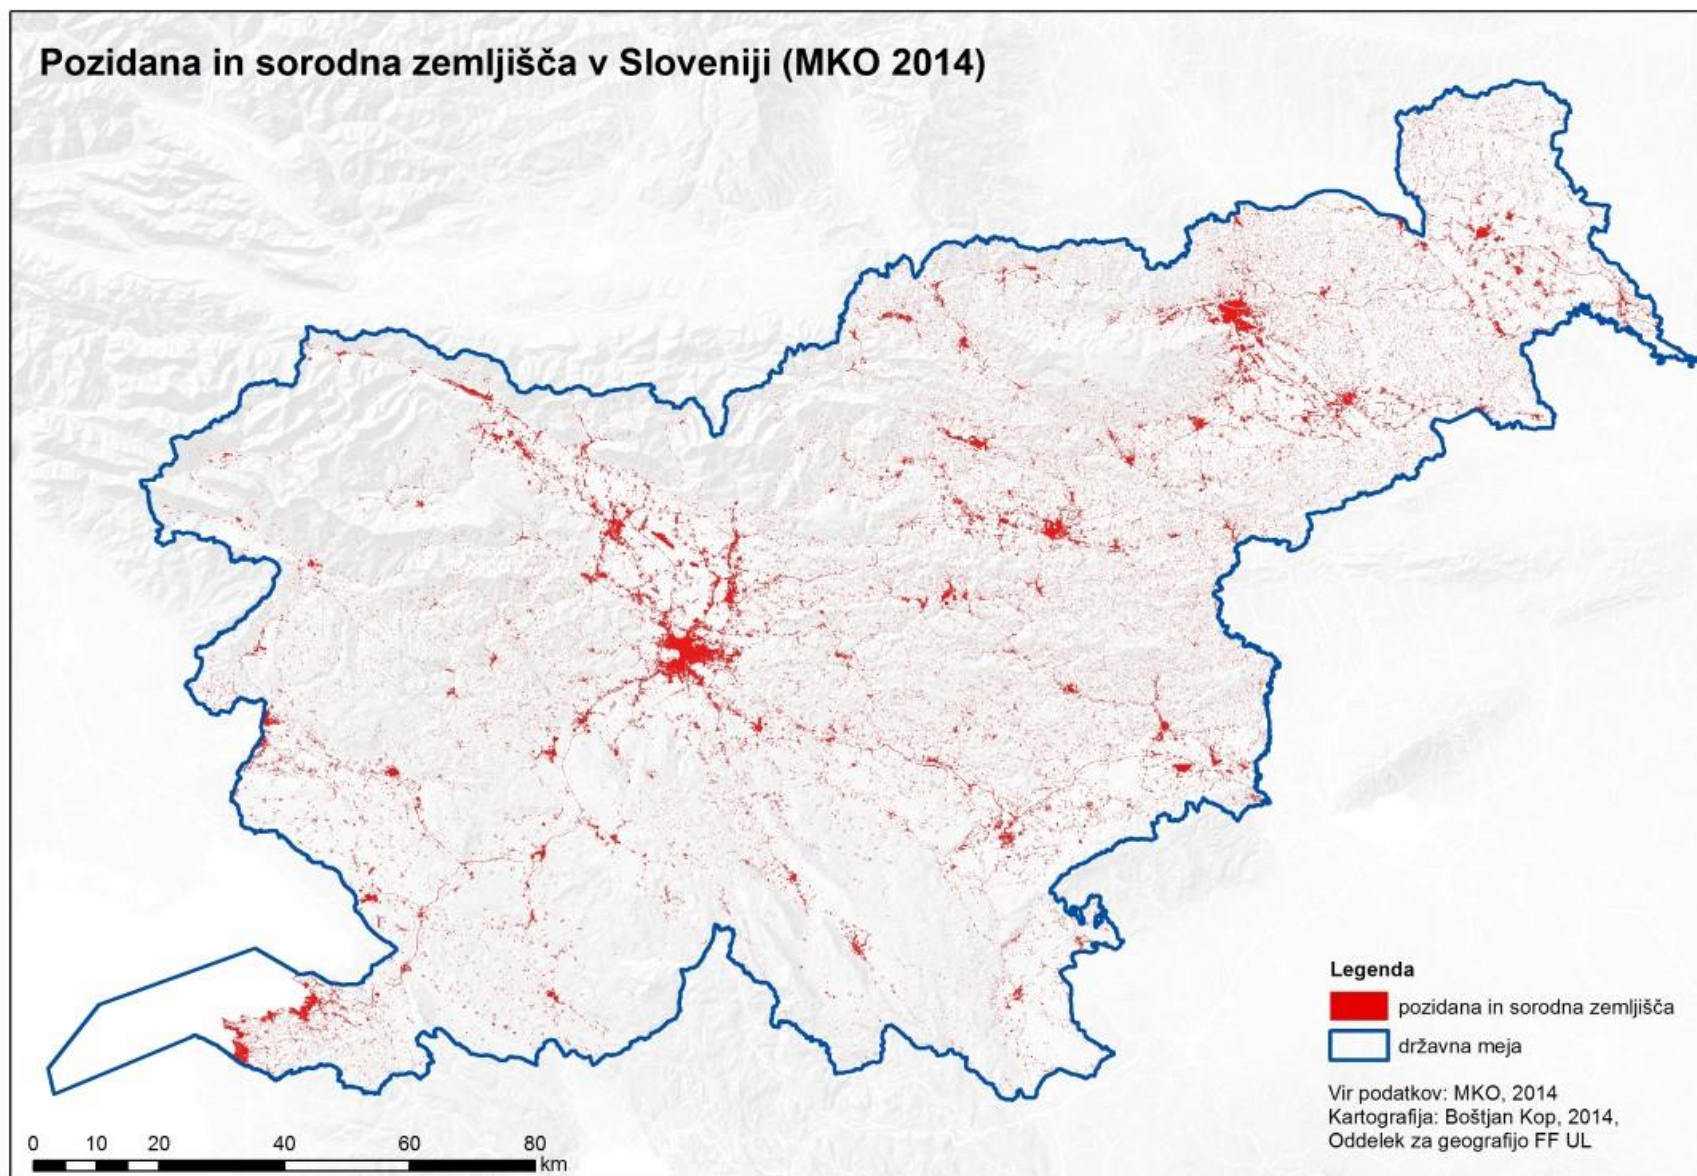 Pozidana in sorodna zemljišča v Sloveniji (MKO 2014)
Legenda
pozidana in sorodna zemljišča
državna meja
Vir podatkov: MKO, 2014
Kartografija: Boštjan Kop, 2014,
Oddelek za geografijo FF UL
0 10 20 40 60 80
km